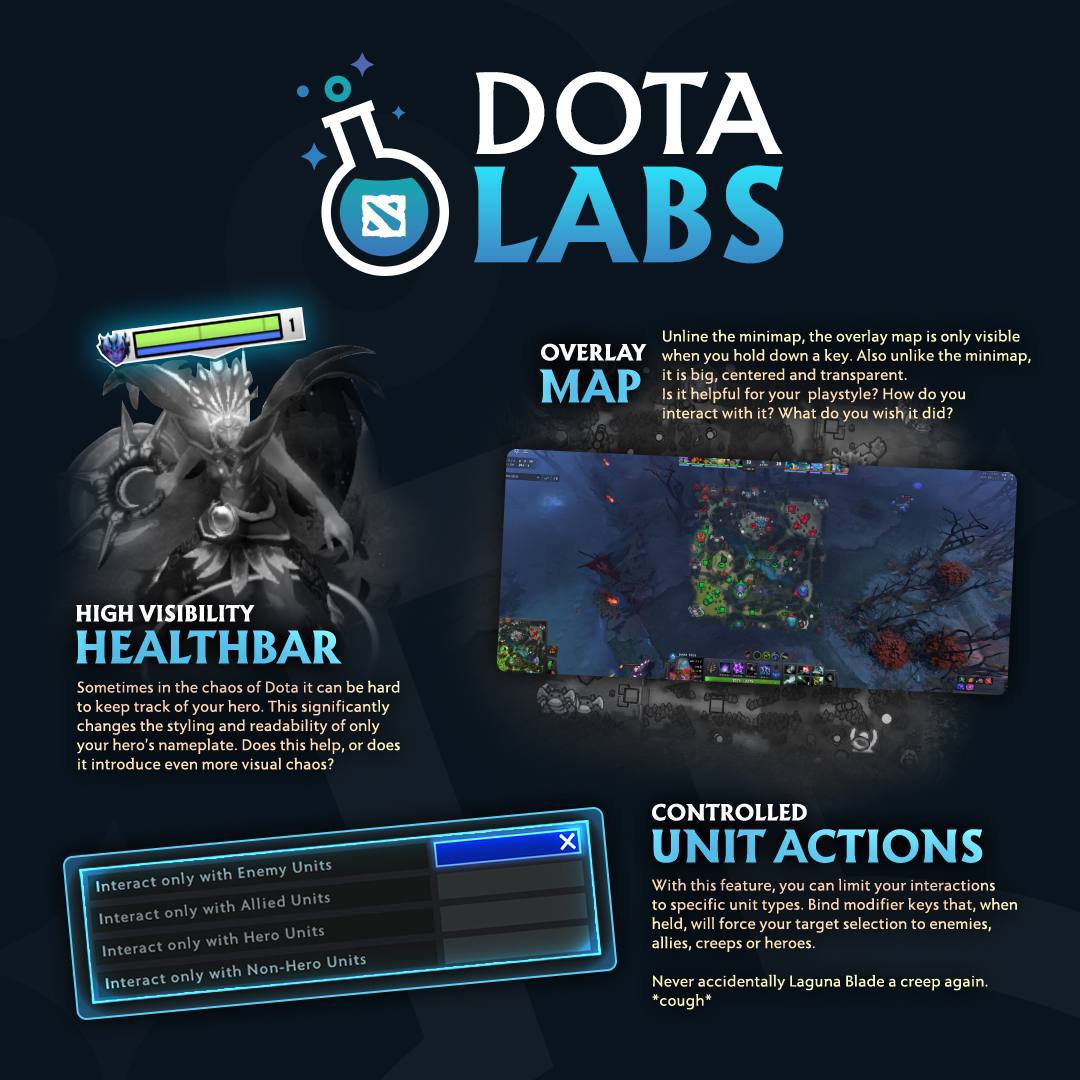 DOTA
LABS
1
OVERLAY
MAP
Unline the minimap, the overlay map is only visible
when you hold down a key. Also unlike the minimap,
it is big, centered and transparent.
Is it helpful for your playstyle? How do you
interact with it? What do you wish it did?
HIGH VISIBILITY
HEALTHBAR
Sometimes in the chaos of Dota it can be hard
to keep track of your hero. This significantly
changes the styling and readability of only
your hero's nameplate. Does this help, or does
it introduce even more visual chaos?
Interact only with Enemy Units
Interact only with Allied Units
Interact only with Hero Units
Interact only with Non-Hero Units
CONTROLLED
UNIT ACTIONS
With this feature, you can limit your interactions
to specific unit types. Bind modifier keys that, when
held, will force your target selection to enemies,
allies, creeps or heroes.
Never accidentally Laguna Blade a creep again.
*cough*